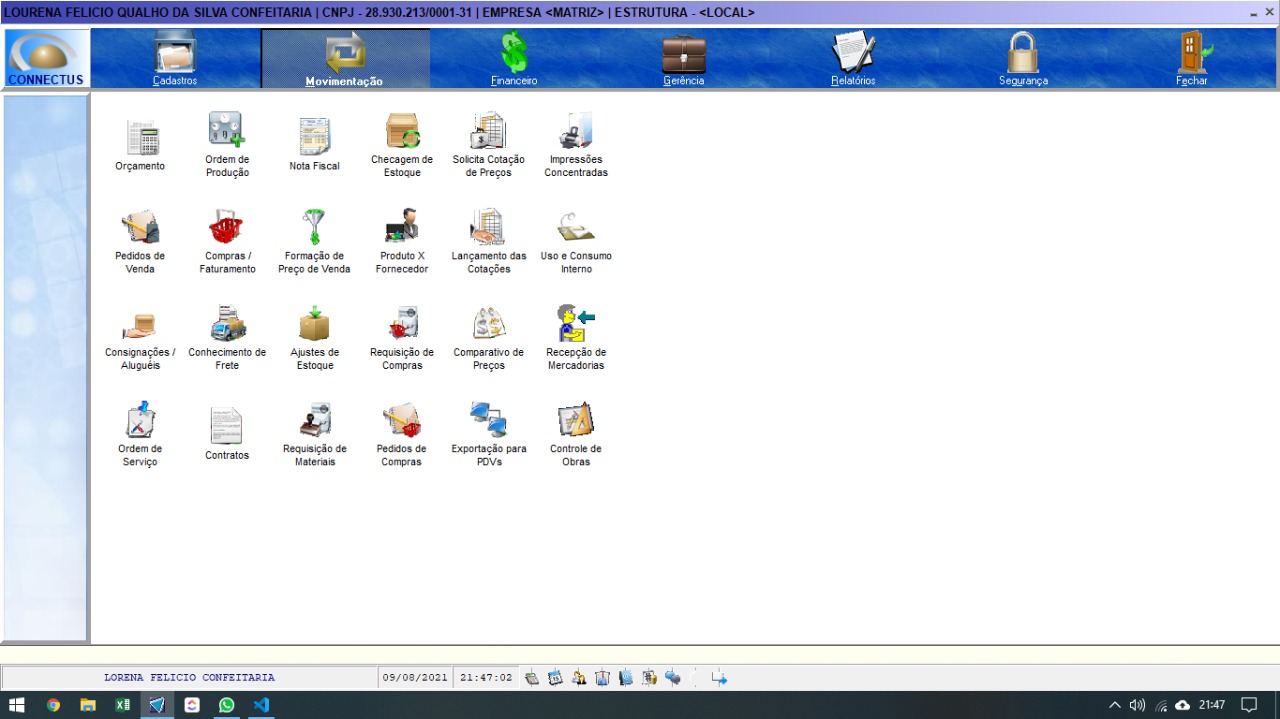 LOURENA FELICIO QUALHO DA SILVA CONFEITARIA | CNPJ - 28.930.213/0001-31 | EMPRESA <MATRIZ> | ESTRUTURA - <LOCAL>
CONNECTUS
Cadastros
Movimentação
Financeiro
Gerência
Relatórios
Segurança
Fechar
Orçamento
Ordem de
Produção
Nota Fiscal
Checagem de
Estoque
Solicita Cotação
de Preços
Impressões
Concentradas
Pedidos de
Venda
Compras /
Faturamento
Formação de
Preço de Venda
Produto X
Fornecedor
Lançamento das
Cotações
Uso e Consumo
Interno
Consignações /
Aluguéis
Conhecimento de
Frete
Ajustes de
Estoque
Requisição de
Compras
Comparativo de
Preços
Recepção de
Mercadorias
Ordem de
Serviço
Contratos
Requisição de
Materiais
Pedidos de
Compras
Exportação para
PDVs
Controle de
Obras
LORENA FELICIO CONFEITARIA
09/08/2021
21:47:02
21:47